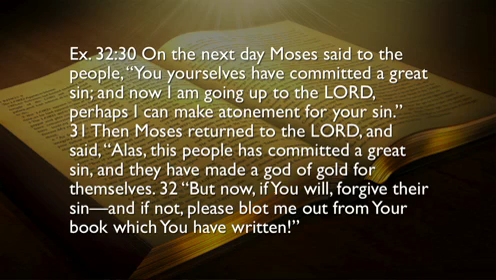 Ex. 32:30 On the next day Moses said to the
people, “You yourselves have committed a great
sin; and now I am going up to the LORD,
perhaps I can make atonement for your sin.”
31 Then Moses returned to the LORD, and
said, “Alas, this people has committed a great
sin, and they have made a god of gold for
themselves. 32 “But now, if You will, forgive their
sin—and if not, please blot me out from Your
book which You have written!”